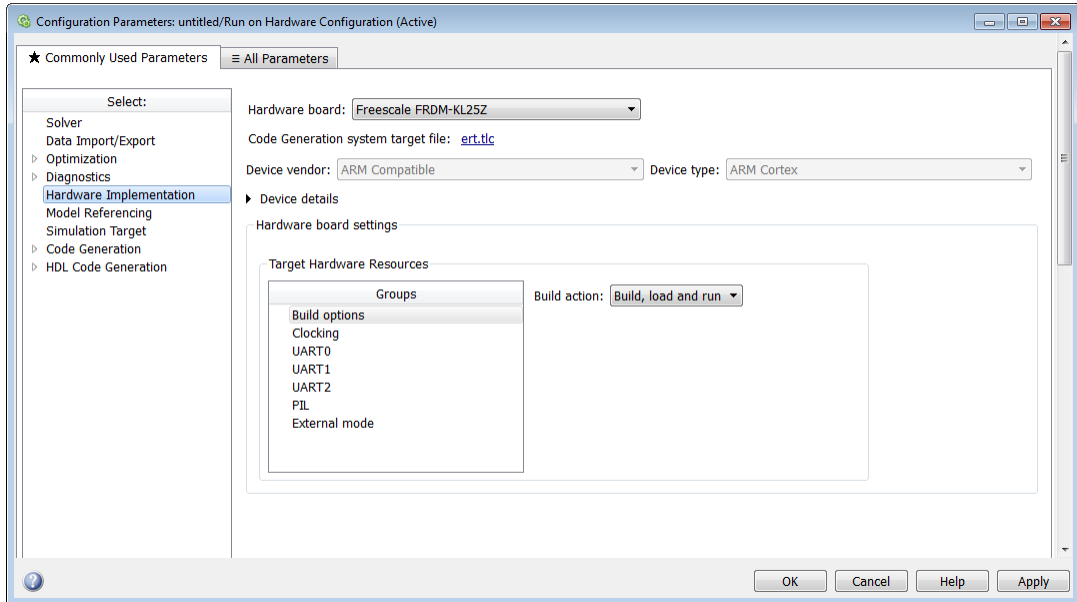 Configuration Parameters: untitled/Run on Hardware Configuration (Active)
★ Commonly Used Parameters
≡ All Parameters
Select:
Solver
Data Import/Export
Optimization
Diagnostics
Hardware Implementation
Model Referencing
Simulation Target
Code Generation
HDL Code Generation
Hardware board: Freescale FRDM-KL25Z
Code Generation system target file: ert.tlc
Device vendor: ARM Compatible Device type: ARM Cortex
Device details
Hardware board settings
Target Hardware Resources
Groups
Build options
Clocking
UART0
UART1
UART2
PIL
External mode
Build action: Build, load and run
OK Cancel Help Apply